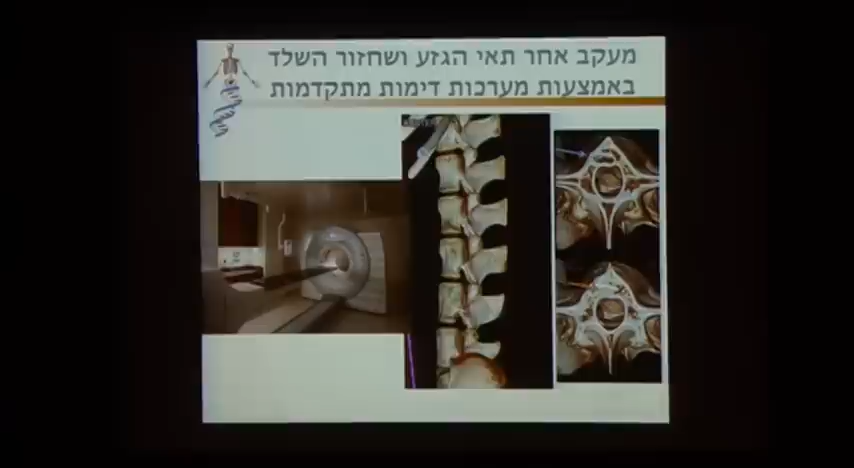 מעקב אחר תאי הגזע ושחזור השלד
באמצעות מערכות דימות מתקדמות